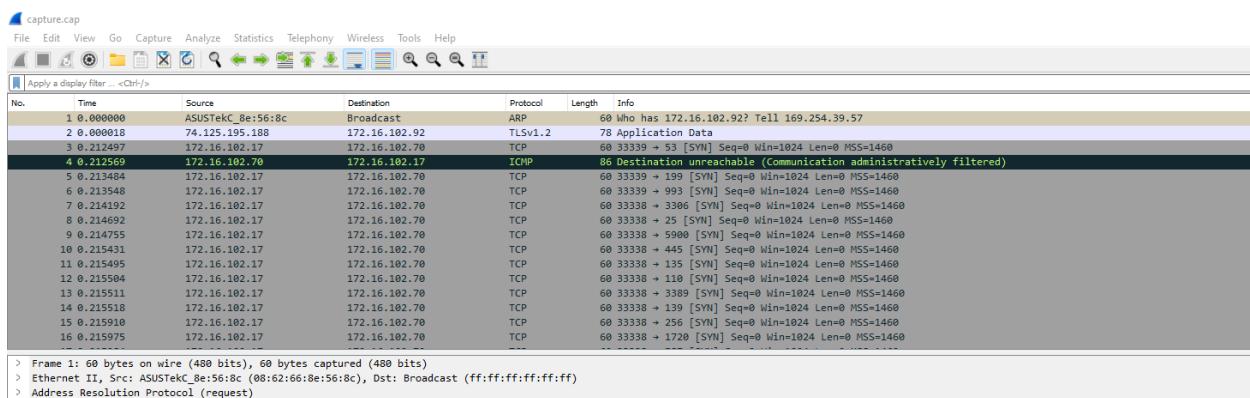 capture.cap
File Edit View Go Capture Analyze Statistics Telephony Wireless Tools Help
Apply a display filter ... <Ctrl-/>
No. Time Source Destination Protocol Length Info
1 0.000000 ASUSTekC_8e:56:8c Broadcast ARP 60 Who has 172.16.102.92? Tell 169.254.39.57
2 0.000018 74.125.195.188 172.16.102.92 TLSv1.2 78 Application Data
3 0.212497 172.16.102.17 172.16.102.70 TCP 60 33339 → 53 [SYN] Seq=0 Win=1024 Len=0 MSS=1460
4 0.212569 172.16.102.70 172.16.102.17 ICMP 86 Destination unreachable (Communication administratively filtered)
5 0.213484 172.16.102.17 172.16.102.70 TCP 60 33339 → 199 [SYN] Seq=0 Win=1024 Len=0 MSS=1460
6 0.213548 172.16.102.17 172.16.102.70 TCP 60 33339 → 993 [SYN] Seq=0 Win=1024 Len=0 MSS=1460
7 0.214192 172.16.102.17 172.16.102.70 TCP 60 33338 → 3306 [SYN] Seq=0 Win=1024 Len=0 MSS=1460
8 0.214692 172.16.102.17 172.16.102.70 TCP 60 33338 → 25 [SYN] Seq=0 Win=1024 Len=0 MSS=1460
9 0.214755 172.16.102.17 172.16.102.70 TCP 60 33338 → 5900 [SYN] Seq=0 Win=1024 Len=0 MSS=1460
10 0.215431 172.16.102.17 172.16.102.70 TCP 60 33338 → 445 [SYN] Seq=0 Win=1024 Len=0 MSS=1460
11 0.215495 172.16.102.17 172.16.102.70 TCP 60 33338 → 135 [SYN] Seq=0 Win=1024 Len=0 MSS=1460
12 0.215504 172.16.102.17 172.16.102.70 TCP 60 33338 → 110 [SYN] Seq=0 Win=1024 Len=0 MSS=1460
13 0.215511 172.16.102.17 172.16.102.70 TCP 60 33338 → 3389 [SYN] Seq=0 Win=1024 Len=0 MSS=1460
14 0.215518 172.16.102.17 172.16.102.70 TCP 60 33338 → 139 [SYN] Seq=0 Win=1024 Len=0 MSS=1460
15 0.215910 172.16.102.17 172.16.102.70 TCP 60 33338 → 256 [SYN] Seq=0 Win=1024 Len=0 MSS=1460
16 0.215975 172.16.102.17 172.16.102.70 TCP 60 33338 → 1720 [SYN] Seq=0 Win=1024 Len=0 MSS=1460
> Frame 1: 60 bytes on wire (480 bits), 60 bytes captured (480 bits)
> Ethernet II, Src: ASUSTekC_8e:56:8c (08:62:66:8e:56:8c), Dst: Broadcast (ff:ff:ff:ff:ff:ff)
> Address Resolution Protocol (request)